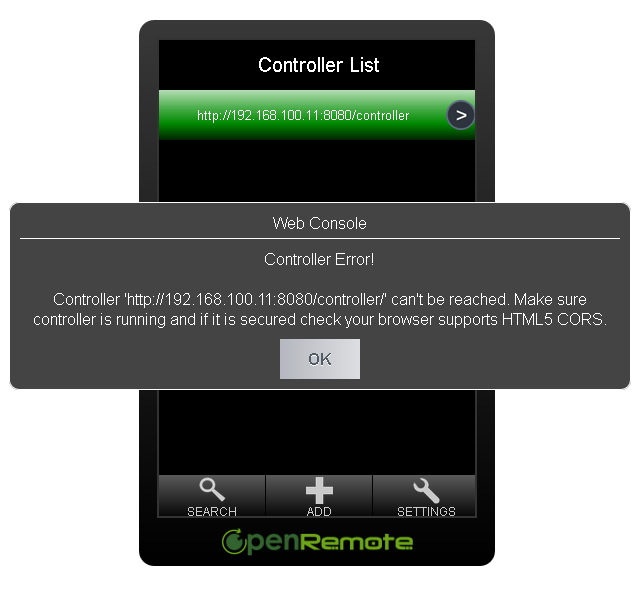 Controller List
http://192.168.100.11:8080/controller
>
Web Console
Controller Error!
Controller 'http://192.168.100.11:8080/controller/' can't be reached. Make sure
controller is running and if it is secured check your browser supports HTML5 CORS.
OK
SEARCH
ADD
SETTINGS
OpenRemote